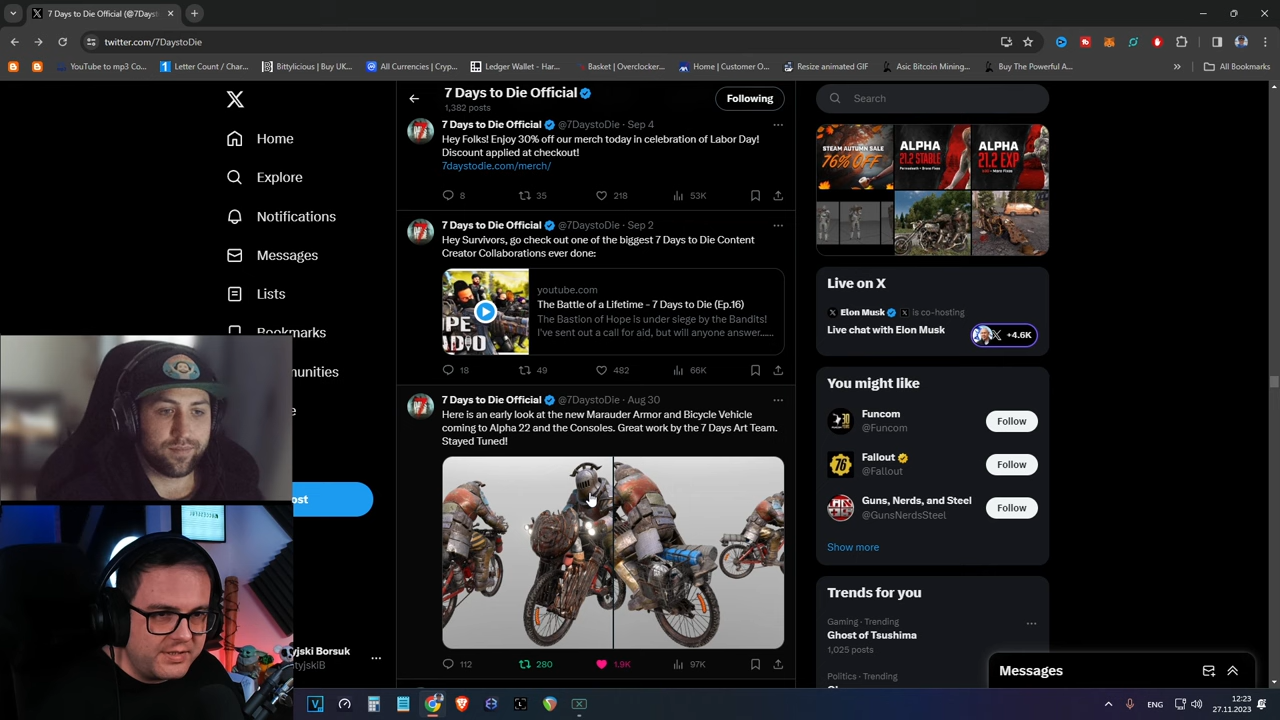 7 Days to Die Official (@7Dayst
twitter.com/7DaystoDie
YouTube to mp3 Co...
Letter Count / Char...
Bittylicious | Buy UK...
All Currencies | Cryp...
Ledger Wallet - Har...
Basket | Overclocker...
Home | Customer O...
Resize animated GIF
Asic Bitcoin Mining...
Buy The Powerful A...
All Bookmarks
Home
Explore
Notifications
Messages
Lists
Bookmarks
munities
ost
yjski Borsuk
tyjskiB
7 Days to Die Official
1,382 posts
Following
7 Days to Die Official @7DaystoDie · Sep 4
Hey Folks! Enjoy 30% off our merch today in celebration of Labor Day!
Discount applied at checkout!
7daystodie.com/merch/
8 35 218 53K
7 Days to Die Official @7DaystoDie · Sep 2
Hey Survivors, go check out one of the biggest 7 Days to Die Content
Creator Collaborations ever done:
youtube.com
The Battle of a Lifetime - 7 Days to Die (Ep.16)
The Bastion of Hope is under siege by the Bandits!
I've sent out a call for aid, but will anyone answer......
18 49 482 66K
7 Days to Die Official @7DaystoDie · Aug 30
Here is an early look at the new Marauder Armor and Bicycle Vehicle
coming to Alpha 22 and the Consoles. Great work by the 7 Days Art Team.
Stayed Tuned!
112 280 1.9K 97K
Search
STEAM AUTUMN SALE
76% OFF
ALPHA
21.2 STABLE
ALPHA
21.2 EXP
Live on X
Elon Musk is co-hosting
Live chat with Elon Musk
+4.6K
You might like
Funcom
@Funcom
Follow
Fallout
@Fallout
Follow
Guns, Nerds, and Steel
@GunsNerdsSteel
Follow
Show more
Trends for you
Gaming · Trending
Ghost of Tsushima
1,025 posts
Politics · Trending
Messages
ENG
12:23
27.11.2023